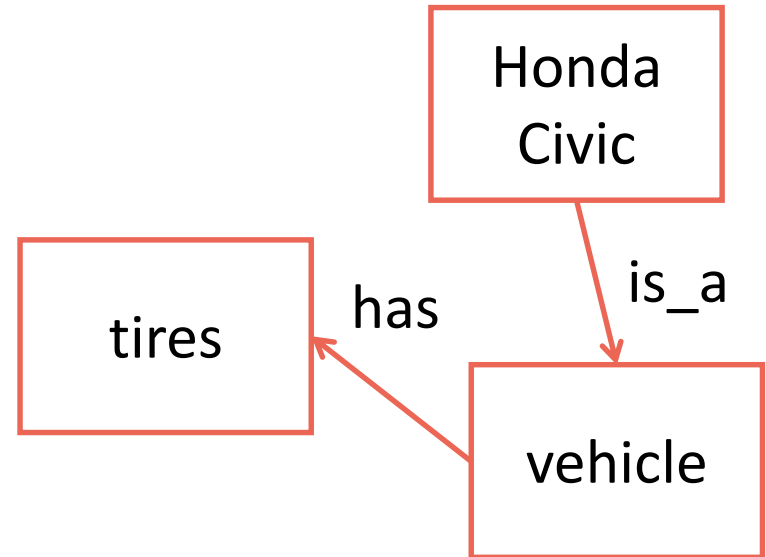 Honda
Civic
is_a
has
tires
vehicle